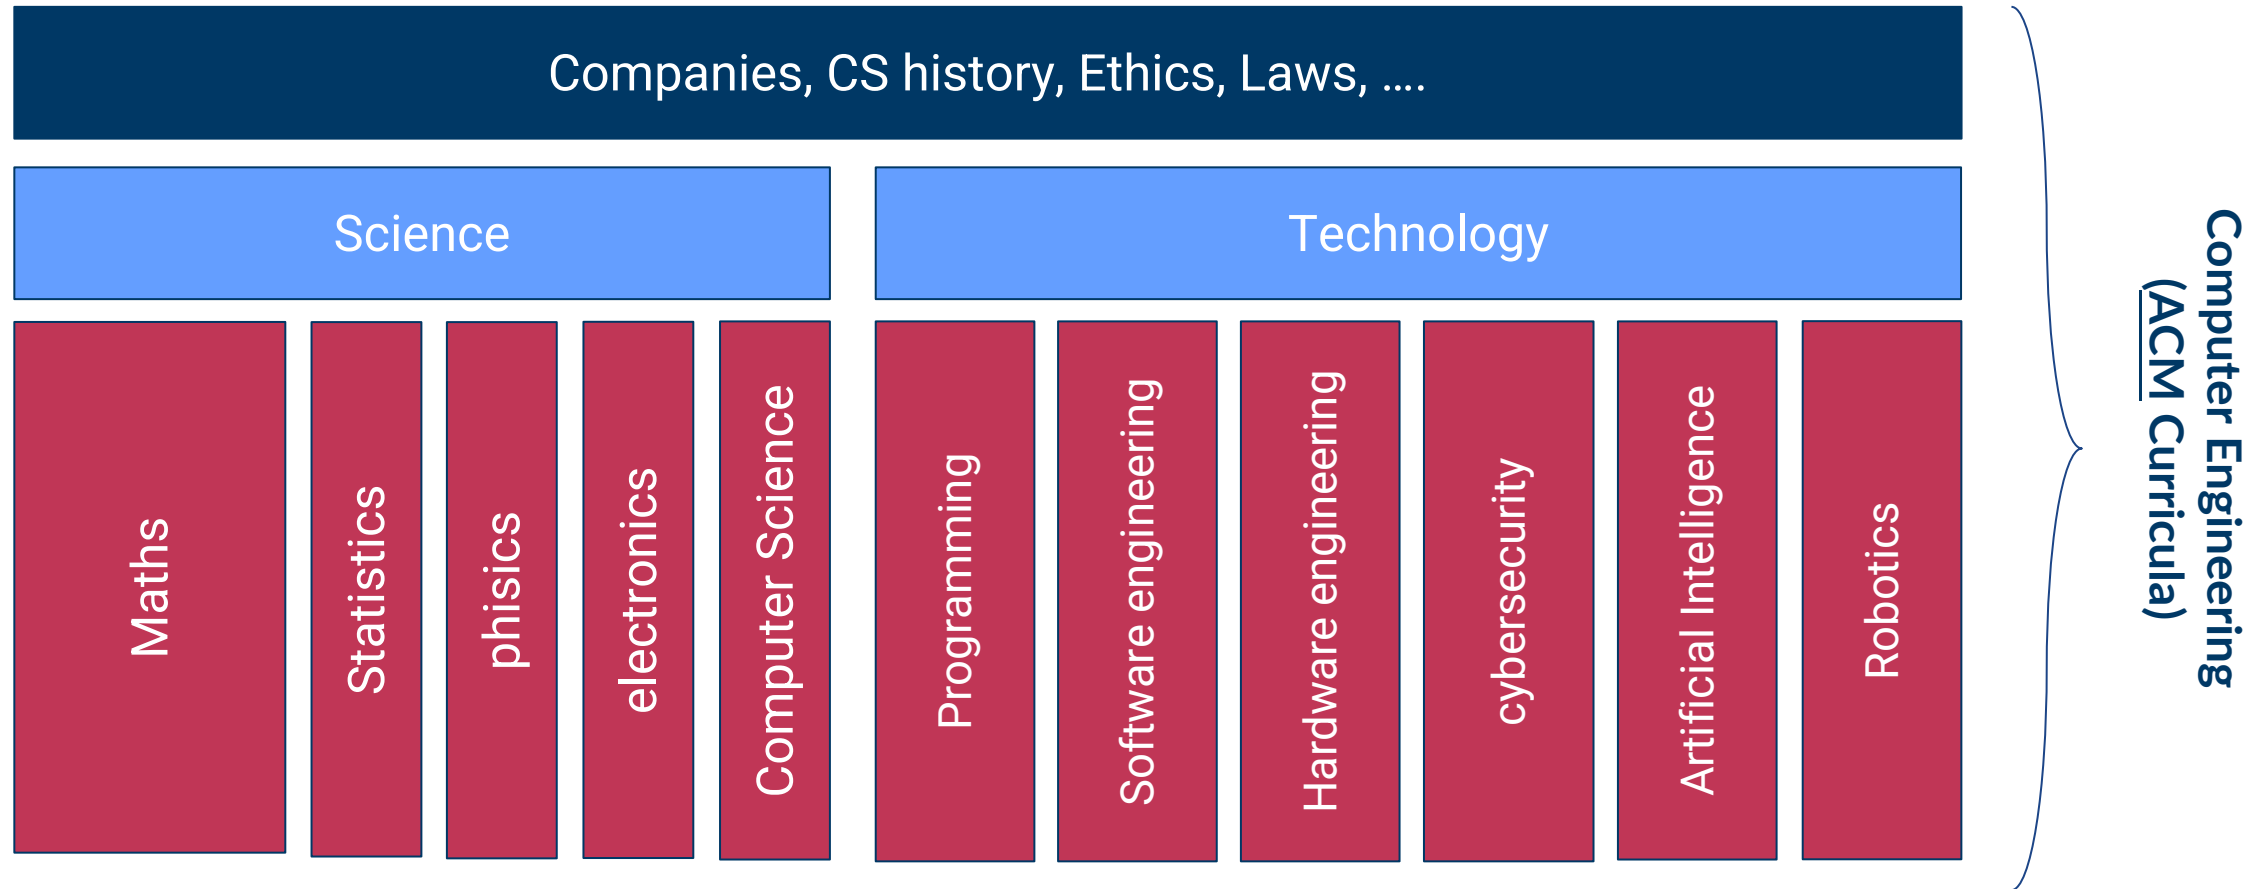 Companies, CS history, Ethics, Laws, ....
Science
Technology
Maths
Statistics
phisics
electronics
Computer Science
Programming
Software engineering
Hardware engineering
cybersecurity
Artificial Intelligence
Robotics
Computer Engineering
(ACM Curricula)